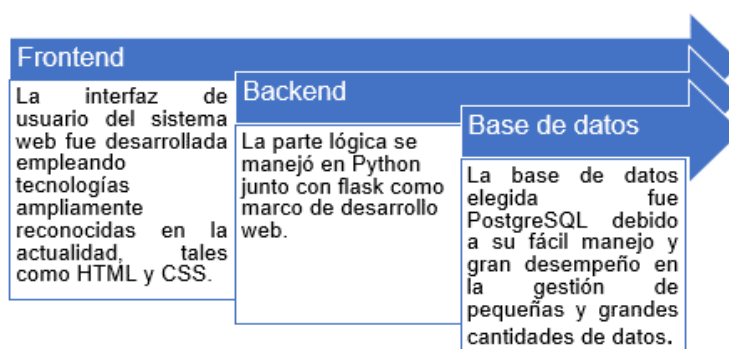 Frontend
La interfaz de
usuario del sistema
web fue desarrollada
empleando
tecnologías
ampliamente
reconocidas en la
actualidad, tales
como HTML y CSS.
Backend
La parte lógica se
manejó en Python
junto con flask como
marco de desarrollo
web.
Base de datos
La base de datos
elegida fue
PostgreSQL debido
a su fácil manejo y
gran desempeño en
la gestión de
pequeñas y grandes
cantidades de datos.